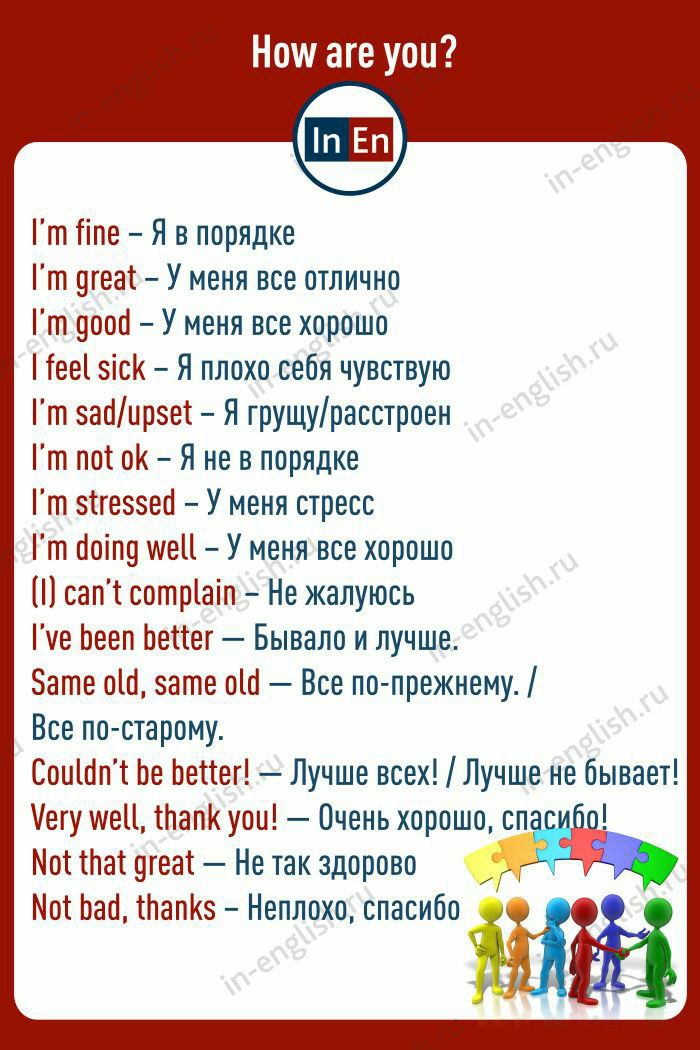 How are you?
In En
I'm fine – Я в порядке
I'm great – У меня все отлично
I'm good – У меня все хорошо
I feel sick – Я плохо себя чувствую
I'm sad/upset – Я грущу/расстроен
I'm not ok – Я не в порядке
I'm stressed – У меня стресс
I'm doing well – У меня все хорошо
(I) can't complain – Не жалуюсь
I've been better — Бывало и лучше.
Same old, same old — Все по-прежнему. /
Все по-старому.
Couldn't be better! — Лучше всех! / Лучше не бывает!
Very well, thank you! — Очень хорошо, спасибо!
Not that great — Не так здорово
Not bad, thanks – Неплохо, спасибо
in-english.ru